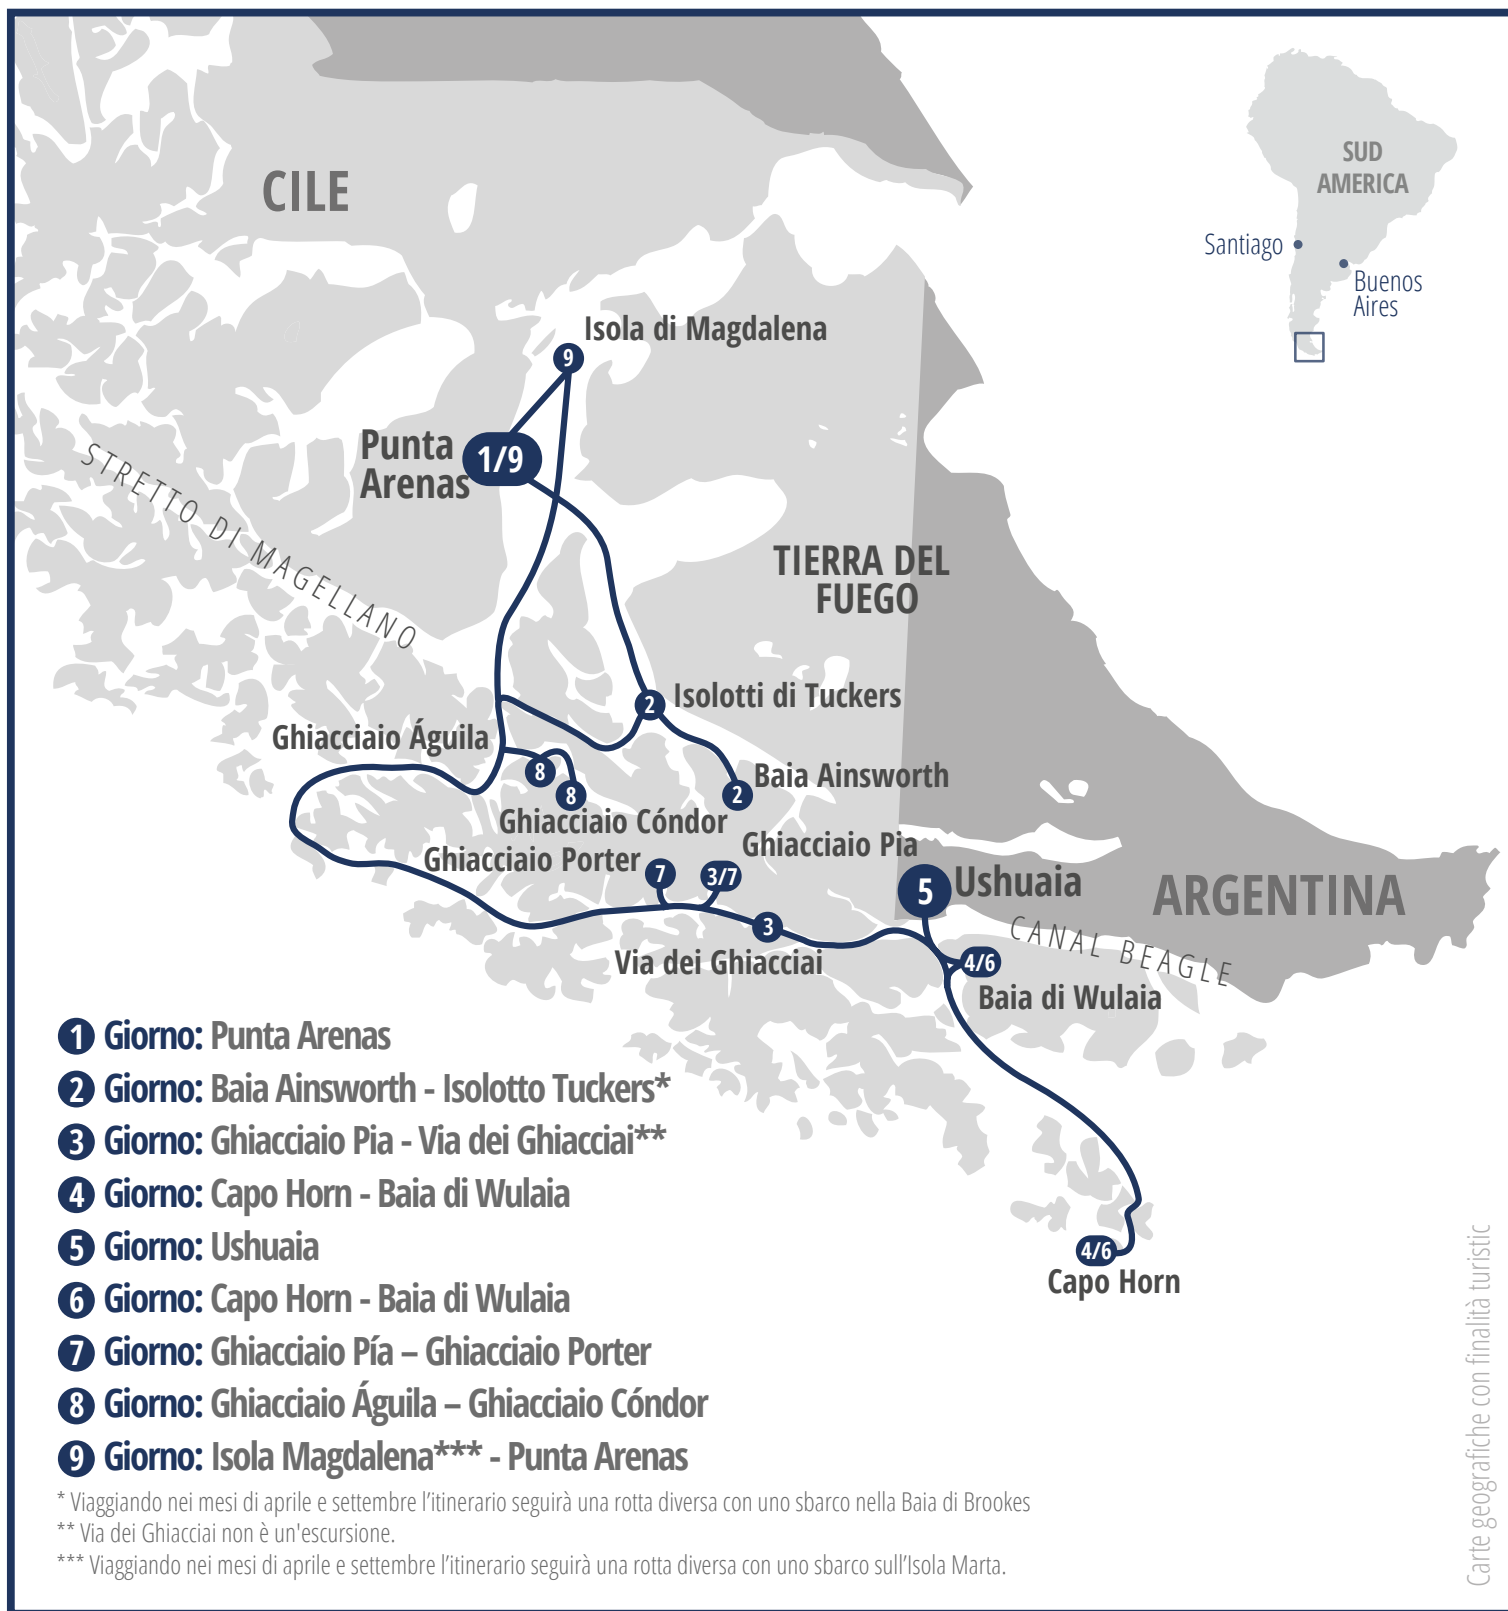 CILE
SUD
AMERICA
Santiago
Buenos
Aires
Isola di Magdalena
9
Punta
Arenas
1/9
STRETTO DI MAGELLANO
TIERRA DEL
FUEGO
2 Isolotti di Tuckers
Ghiacciaio Águila
8
8
Baia Ainsworth
2
Ghiacciaio Cóndor
Ghiacciaio Pia
Ghiacciaio Porter
7
3/7
5 Ushuaia
ARGENTINA
3
CANAL BEAGLE
Via dei Ghiacciai
4/6
Baia di Wulaia
4/6
Capo Horn
1 Giorno: Punta Arenas
2 Giorno: Baia Ainsworth - Isolotto Tuckers*
3 Giorno: Ghiacciaio Pia - Via dei Ghiacciai**
4 Giorno: Capo Horn - Baia di Wulaia
5 Giorno: Ushuaia
6 Giorno: Capo Horn - Baia di Wulaia
7 Giorno: Ghiacciaio Pía – Ghiacciaio Porter
8 Giorno: Ghiacciaio Águila – Ghiacciaio Cóndor
9 Giorno: Isola Magdalena*** - Punta Arenas
* Viaggiando nei mesi di aprile e settembre l’itinerario seguirà una rotta diversa con uno sbarco nella Baia di Brookes
** Via dei Ghiacciai non è un'escursione.
*** Viaggiando nei mesi di aprile e settembre l’itinerario seguirà una rotta diversa con uno sbarco sull’Isola Marta.
Carte geografiche con finalità turistic